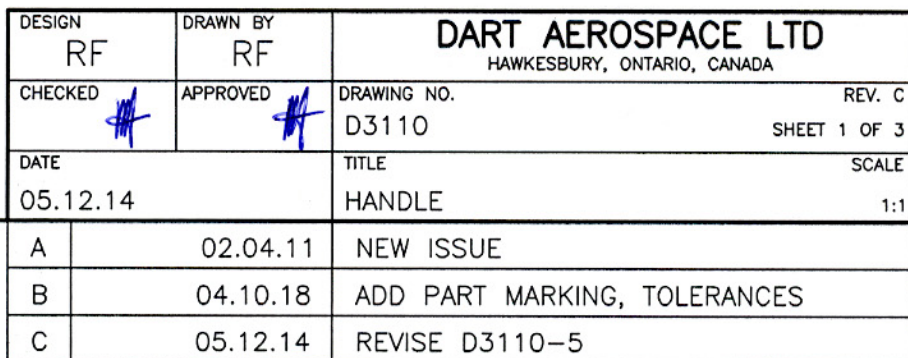 DESIGN
RF
DRAWN BY
RF
DART AEROSPACE LTD
HAWKESBURY, ONTARIO, CANADA
CHECKED
APPROVED
DRAWING NO.
D3110
REV. C
SHEET 1 OF 3
DATE
05.12.14
TITLE
HANDLE
SCALE
1:1
A 02.04.11 NEW ISSUE
B 04.10.18 ADD PART MARKING, TOLERANCES
C 05.12.14 REVISE D3110-5